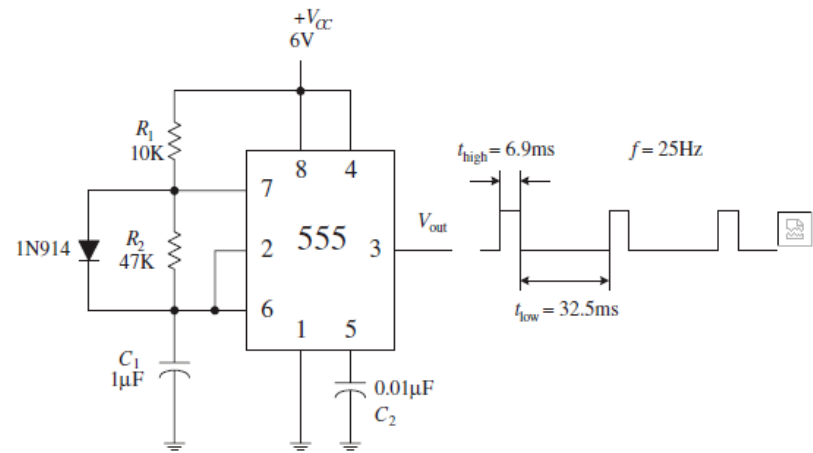 +VCC
6V
R1
10K
8 4
7
1N914
R2
47K
2 555 3
6
1 5
C1
1μF
0.01μF
C2
Vout
thigh = 6.9ms
f = 25Hz
tlow = 32.5ms